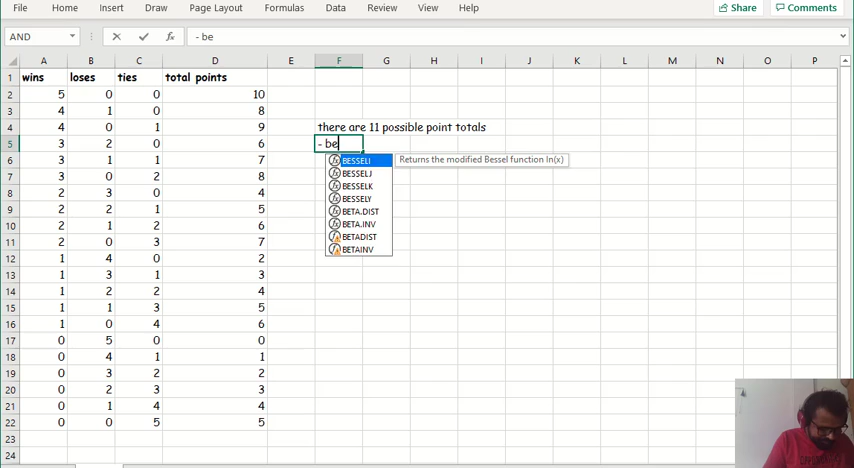 File Home Insert Draw Page Layout Formulas Data Review View Help Share Comments
AND - be
A B C D E F G H I J K L M N O P
1 wins loses ties total points
2 5 0 0 10
3 4 1 0 8
4 4 0 1 9 there are 11 possible point totals
5 3 2 0 6 - be
6 3 1 1 7 BESSELI Returns the modified Bessel function In(x)
7 3 0 2 8 BESSELJ
8 2 3 0 4 BESSELK
9 2 2 1 5 BESSELY
BETA.DIST
10 2 1 2 6 BETA.INV
11 2 0 3 7 BETADIST
BETAINV
12 1 4 0 2
13 1 3 1 3
14 1 2 2 4
15 1 1 3 5
16 1 0 4 6
17 0 5 0 0
18 0 4 1 1
19 0 3 2 2
20 0 2 3 3
21 0 1 4 4
22 0 0 5 5
23
24